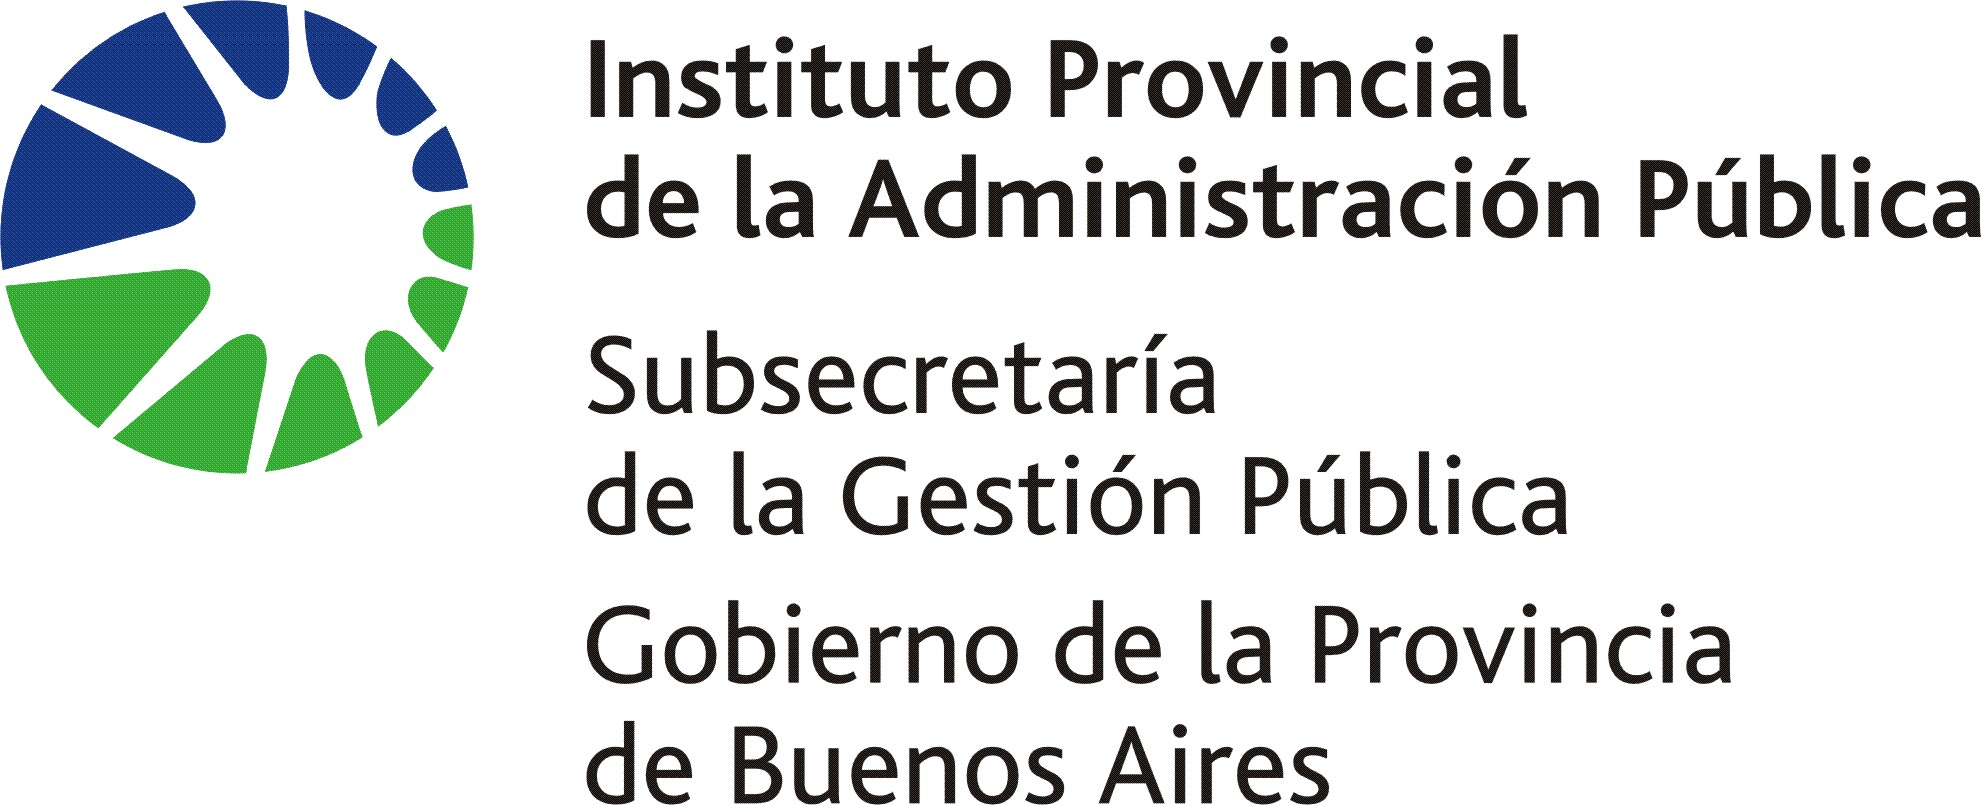 Instituto Provincial
de la Administración Pública
Subsecretaría
de la Gestión Pública
Gobierno de la Provincia
de Buenos Aires